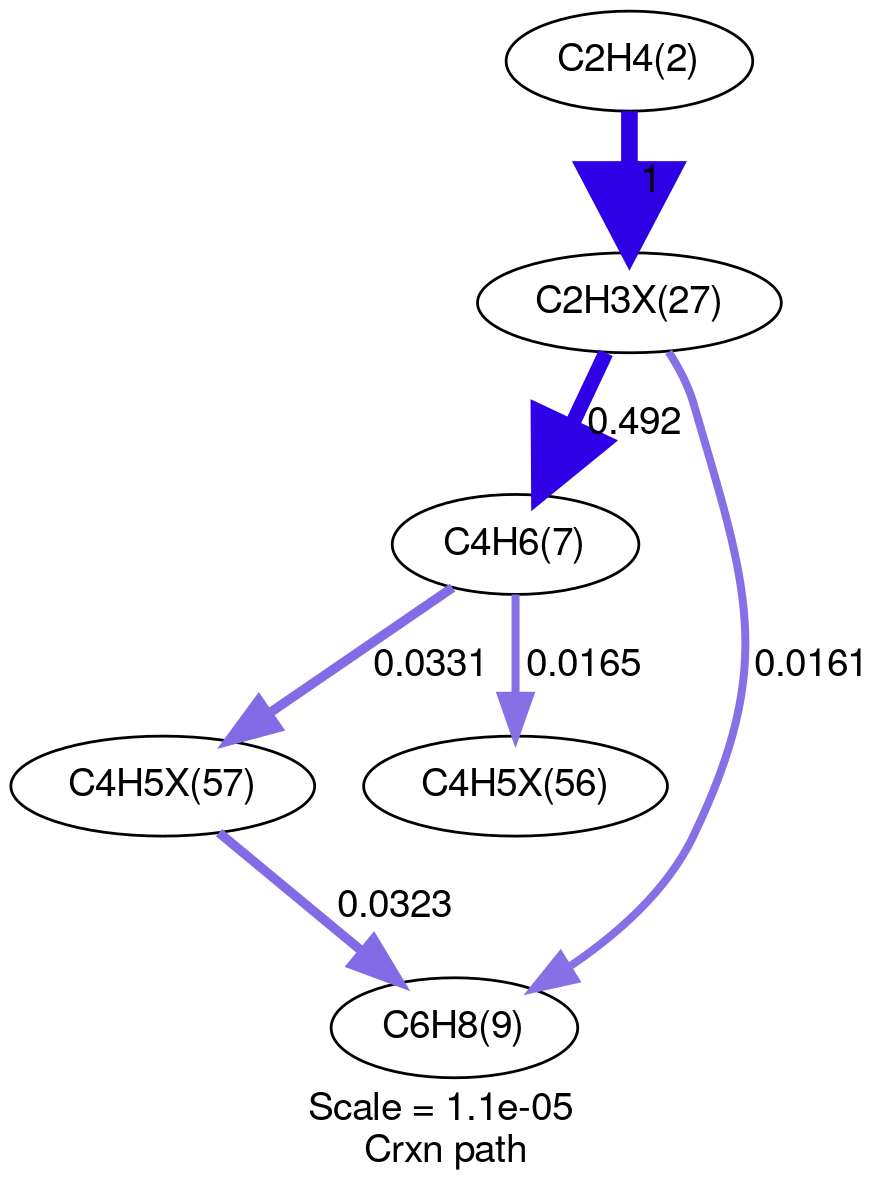 C2H4(2)
1
C2H3X(27)
0.492
C4H6(7)
0.0331
0.0165
0.0161
C4H5X(57)
C4H5X(56)
0.0323
C6H8(9)
Scale = 1.1e-05
Crxn path